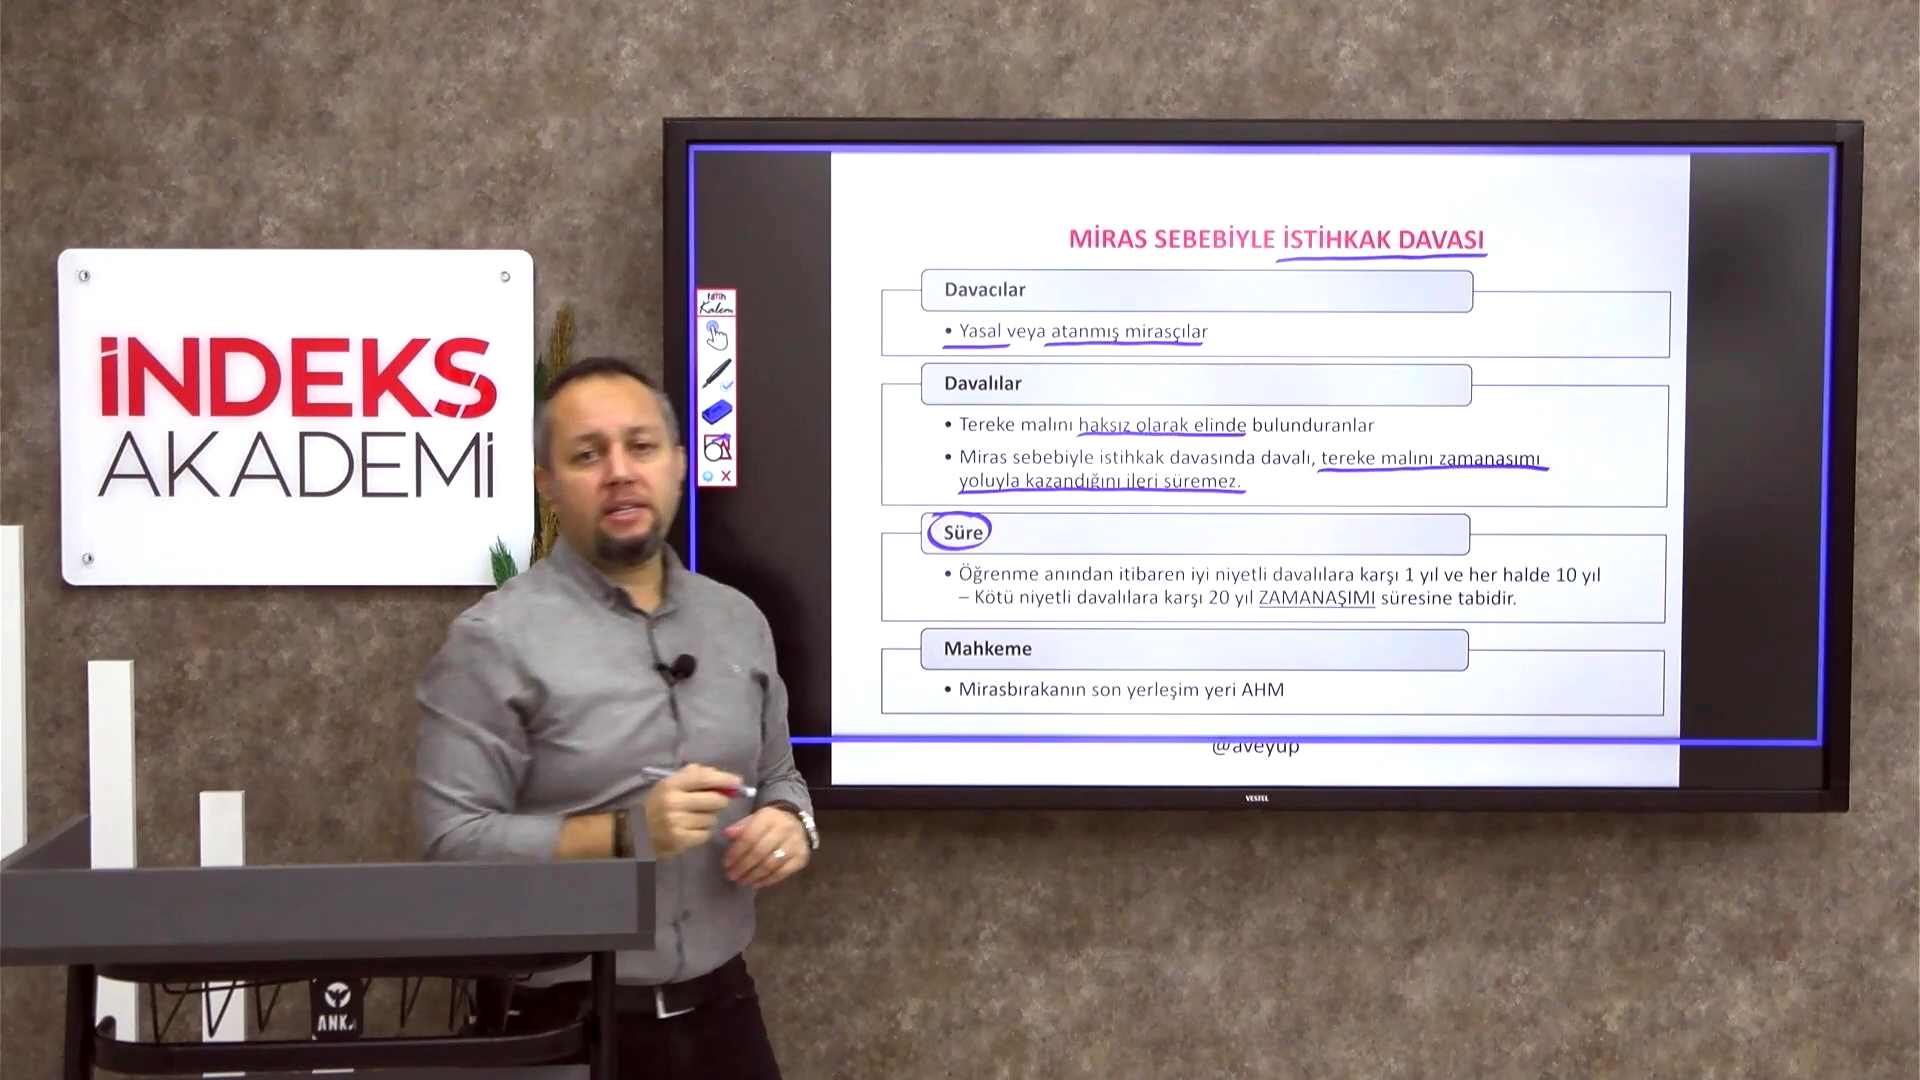 İNDEKS
AKADEMİ
fatih
Kalem
MİRAS SEBEBİYLE İSTİHKAK DAVASI
Davacılar
• Yasal veya atanmış mirasçılar
Davalılar
• Tereke malını haksız olarak elinde bulunduranlar
• Miras sebebiyle istihkak davasında davalı, tereke malını zamanaşımı
yoluyla kazandığını ileri süremez.
Süre
• Öğrenme anından itibaren iyi niyetli davalılara karşı 1 yıl ve her halde 10 yıl
– Kötü niyetli davalılara karşı 20 yıl ZAMANAŞIMI süresine tabidir.
Mahkeme
• Mirasbırakanın son yerleşim yeri AHM
@aveyup
VESTEL
ANKA